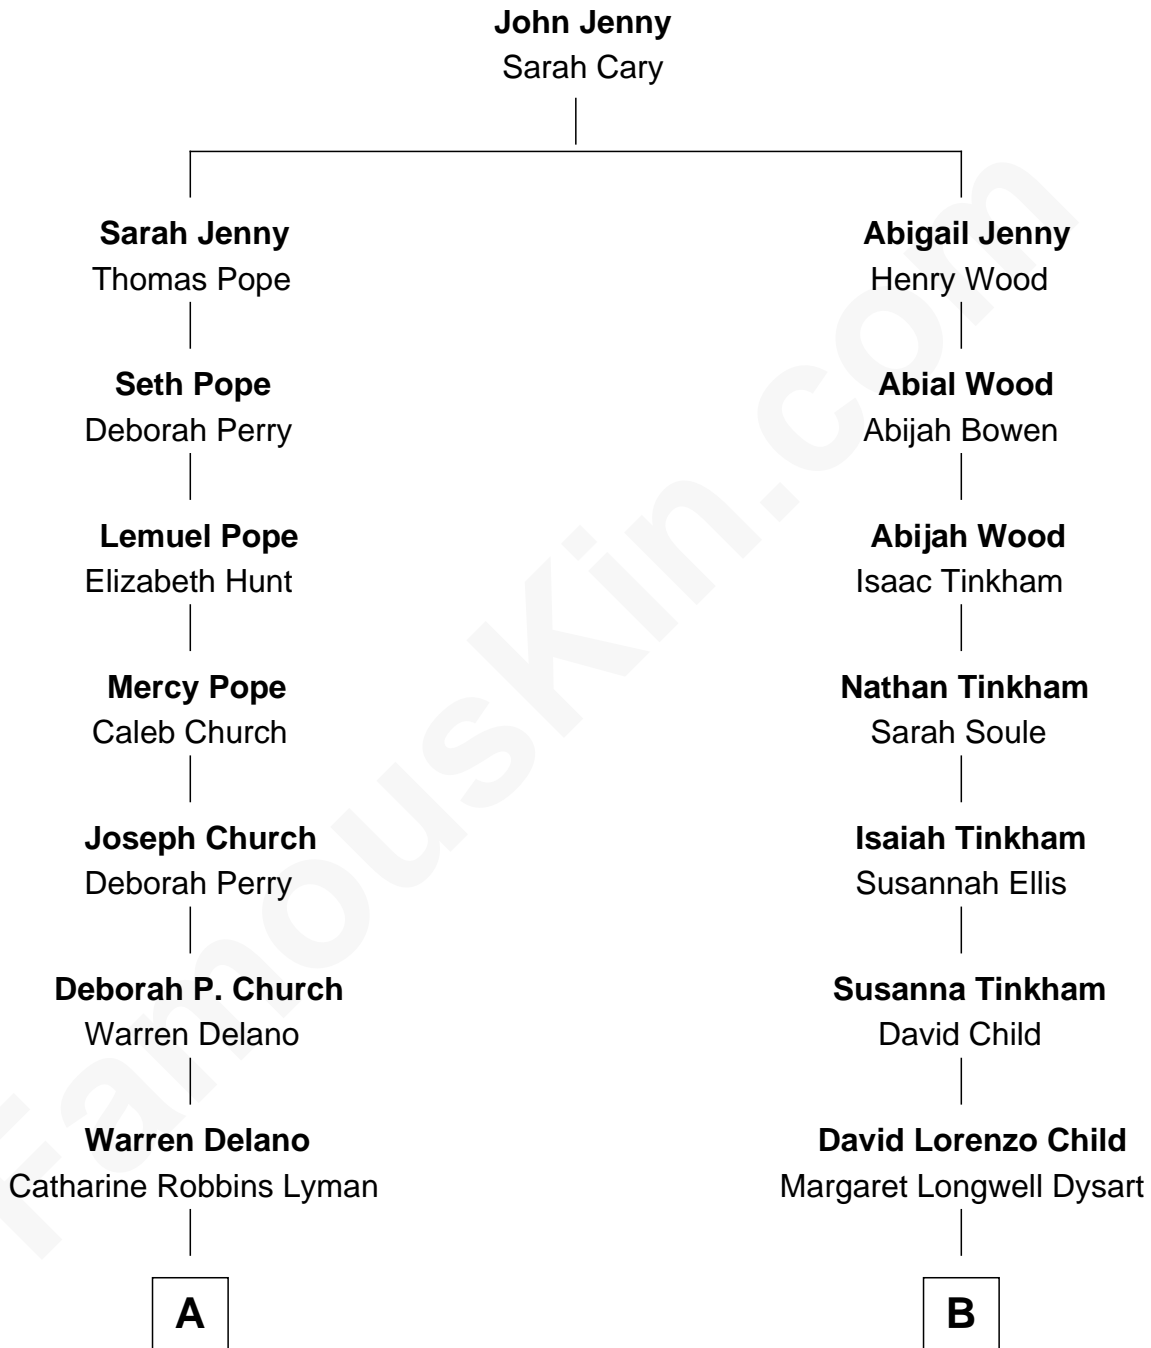 John Jenny
Sarah Cary
Sarah Jenny
Thomas Pope
Abigail Jenny
Henry Wood
Seth Pope
Deborah Perry
Abial Wood
Abijah Bowen
Lemuel Pope
Elizabeth Hunt
Abijah Wood
Isaac Tinkham
Mercy Pope
Caleb Church
Nathan Tinkham
Sarah Soule
Joseph Church
Deborah Perry
Isaiah Tinkham
Susannah Ellis
Deborah P. Church
Warren Delano
Susanna Tinkham
David Child
Warren Delano
Catharine Robbins Lyman
David Lorenzo Child
Margaret Longwell Dysart
A
B
FamousKin.com